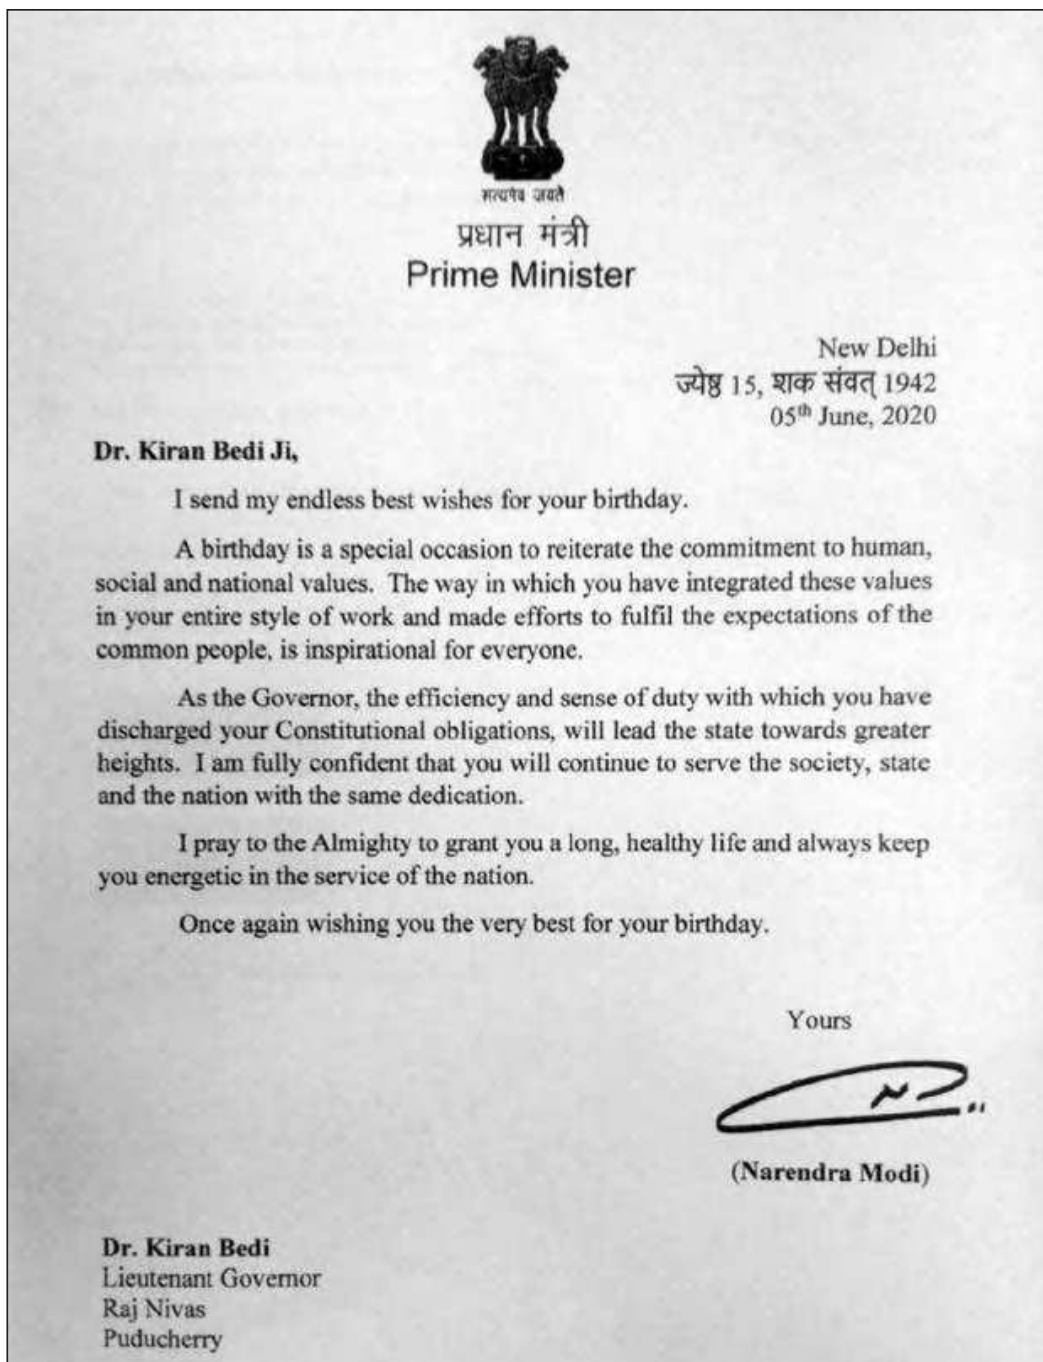 सत्यमेव जयते
प्रधान मंत्री
Prime Minister
New Delhi
ज्येष्ठ 15, शक संवत् 1942
05th June, 2020
Dr. Kiran Bedi Ji,
I send my endless best wishes for your birthday.
A birthday is a special occasion to reiterate the commitment to human,
social and national values. The way in which you have integrated these values
in your entire style of work and made efforts to fulfil the expectations of the
common people, is inspirational for everyone.
As the Governor, the efficiency and sense of duty with which you have
discharged your Constitutional obligations, will lead the state towards greater
heights. I am fully confident that you will continue to serve the society, state
and the nation with the same dedication.
I pray to the Almighty to grant you a long, healthy life and always keep
you energetic in the service of the nation.
Once again wishing you the very best for your birthday.
Yours
(Narendra Modi)
Dr. Kiran Bedi
Lieutenant Governor
Raj Nivas
Puducherry